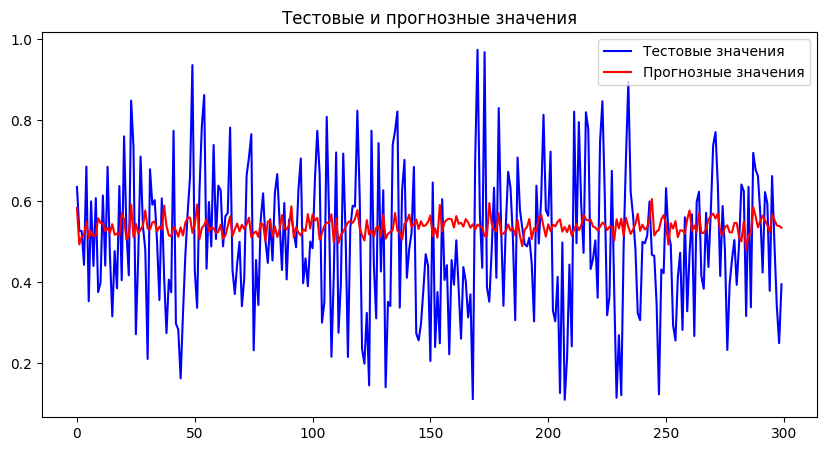 Тестовые и прогнозные значения
Тестовые значения
Прогнозные значения
1.0
0.8
0.6
0.4
0.2
0 50 100 150 200 250 300